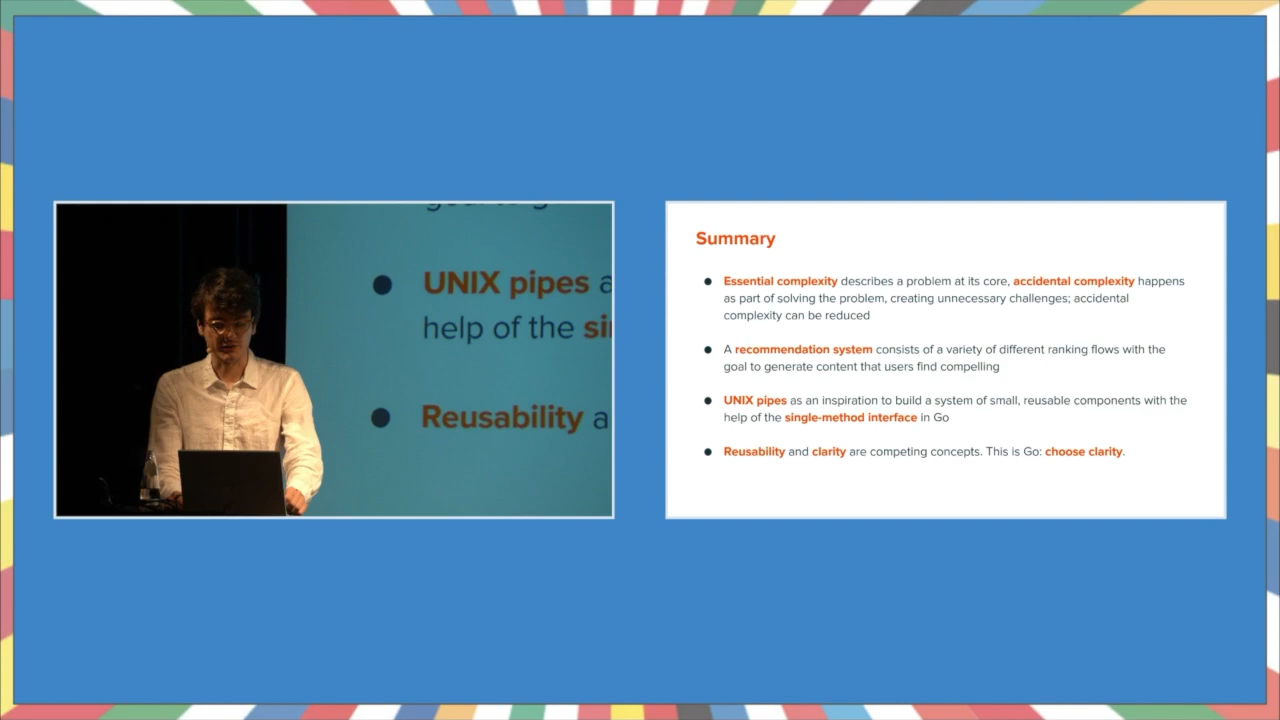 UNIX pipes
help of the
Reusability
Summary
Essential complexity describes a problem at its core, accidental complexity happens
as part of solving the problem, creating unnecessary challenges; accidental
complexity can be reduced
A recommendation system consists of a variety of different ranking flows with the
goal to generate content that users find compelling
UNIX pipes as an inspiration to build a system of small, reusable components with the
help of the single-method interface in Go
Reusability and clarity are competing concepts. This is Go: choose clarity.